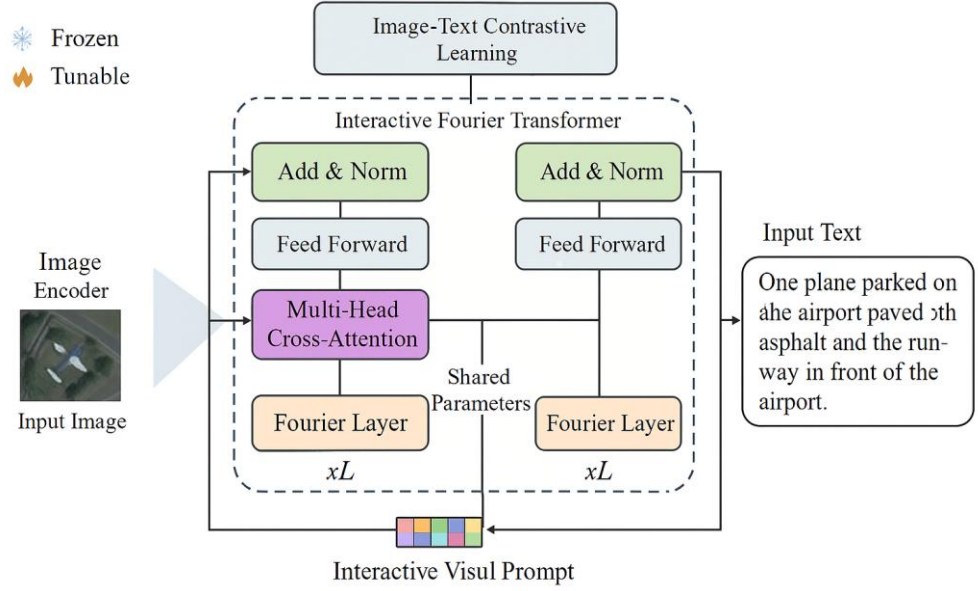 Frozen
Tunable
Image-Text Contrastive
Learning
Interactive Fourier Transformer
Add & Norm
Add & Norm
Feed Forward
Feed Forward
Multi-Head
Cross-Attention
Shared
Parameters
Fourier Layer
Fourier Layer
xL
xL
Image
Encoder
Input Image
Input Text
One plane parked on
ahe airport paved ɔth
asphalt and the run-
way in front of the
airport.
Interactive Visul Prompt